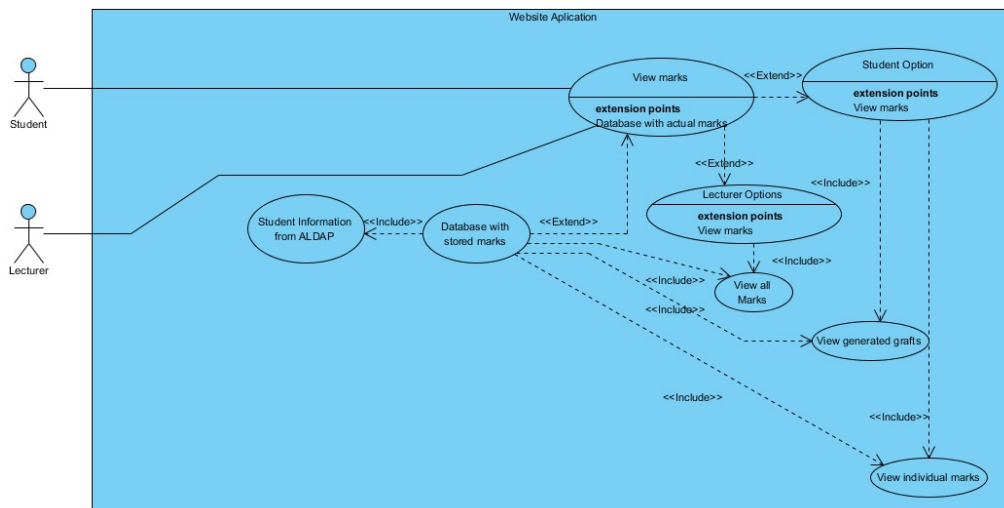 Website Aplication
View marks
extension points
Database with actual marks
<<Extend>>
Student Option
extension points
View marks
Student
<<Extend>>
<<Include>>
Lecturer Options
extension points
View marks
Student Information
from ALDAP
<<Include>>
Database with
stored marks
<<Extend>>
Lecturer
<<Include>>
<<Include>>
View all
Marks
<<Include>>
View generated grafts
<<Include>>
<<Include>>
View individual marks